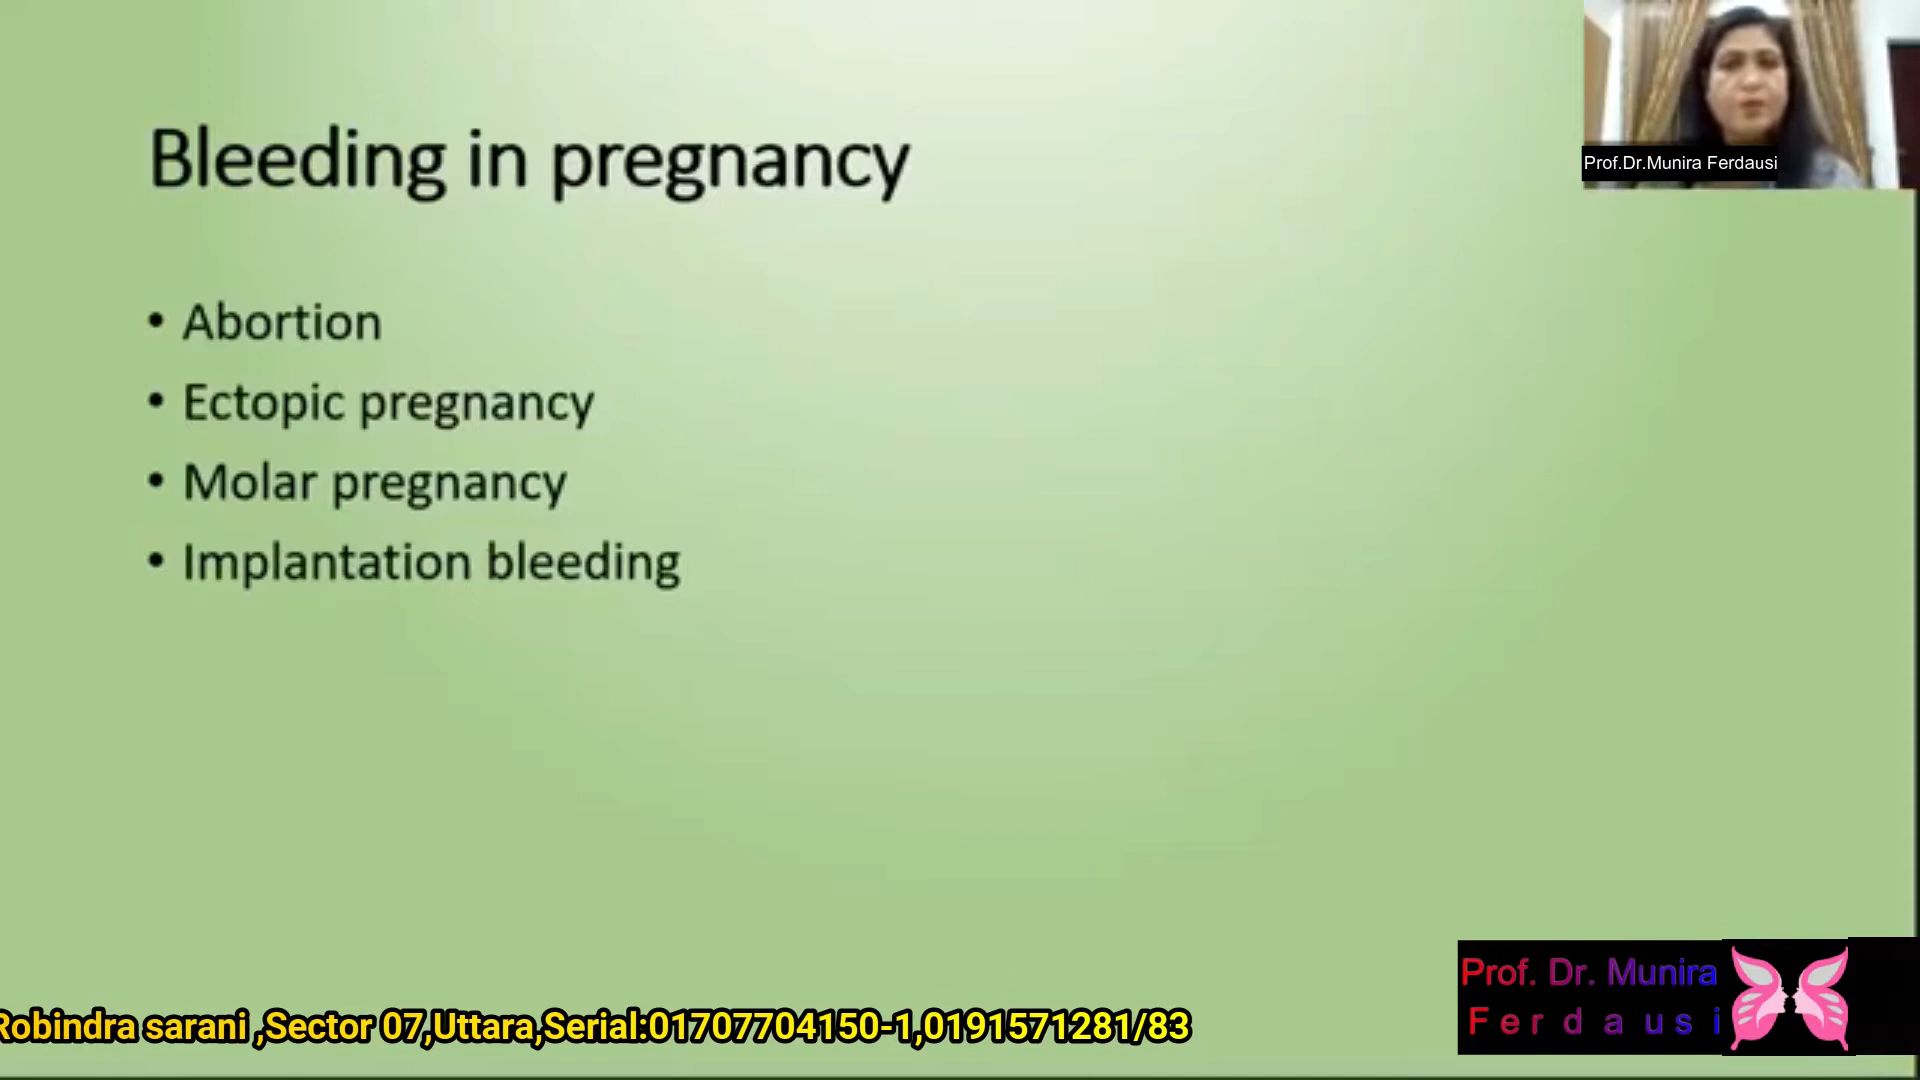 Bleeding in pregnancy
• Abortion
• Ectopic pregnancy
• Molar pregnancy
• Implantation bleeding
Prof.Dr.Munira Ferdausi
Robindra sarani ,Sector 07,Uttara,Serial:01707704150-1,0191571281/83
Prof. Dr. Munira
Ferdausi